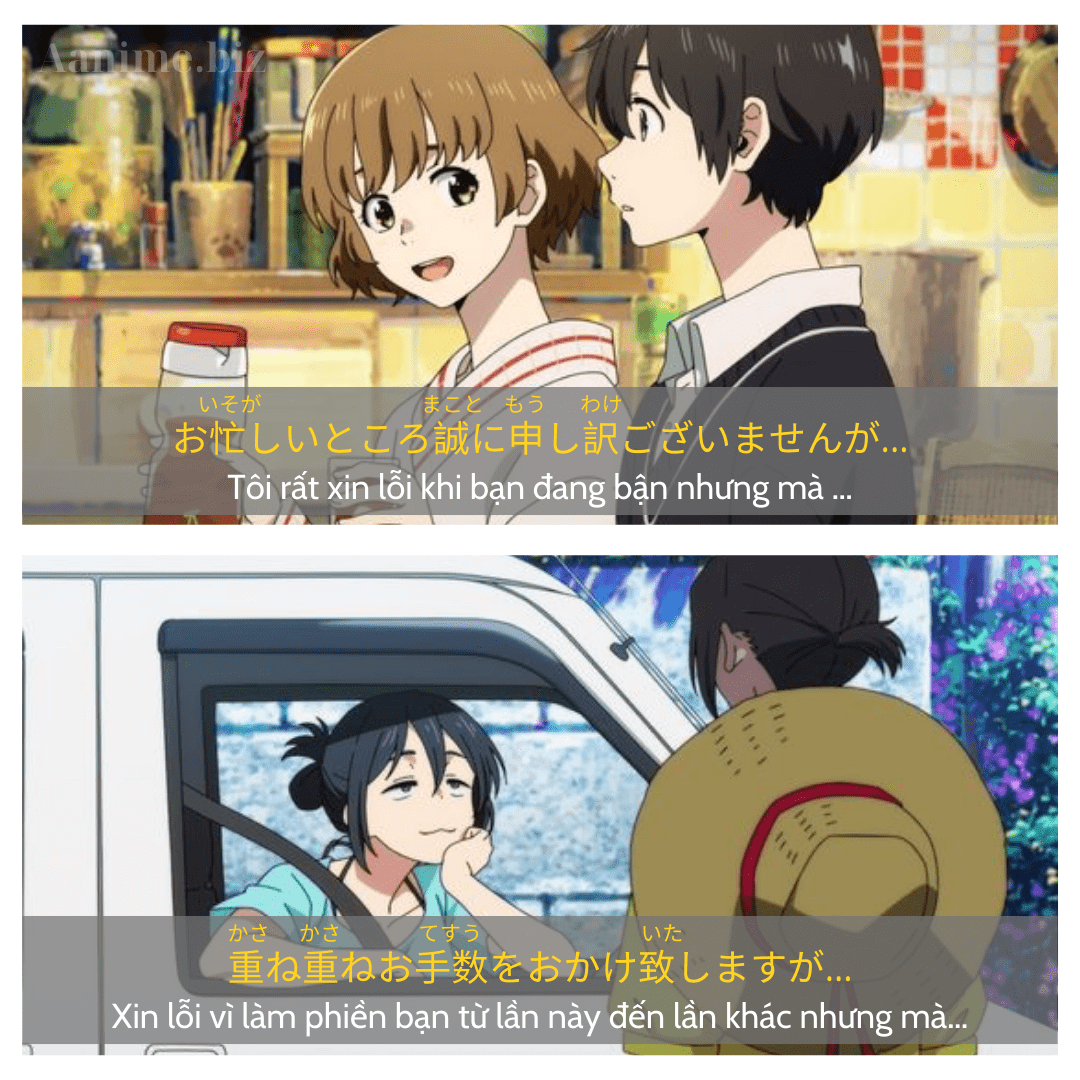 Aanime.biz
いそが まこと もう わけ
お忙しいところ誠に申し訳ございませんが...
Tôi rất xin lỗi khi bạn đang bận nhưng mà ...
かさ かさ てすう いた
重ね重ねお手数をおかけ致しますが...
Xin lỗi vì làm phiền bạn từ lần này đến lần khác nhưng mà...